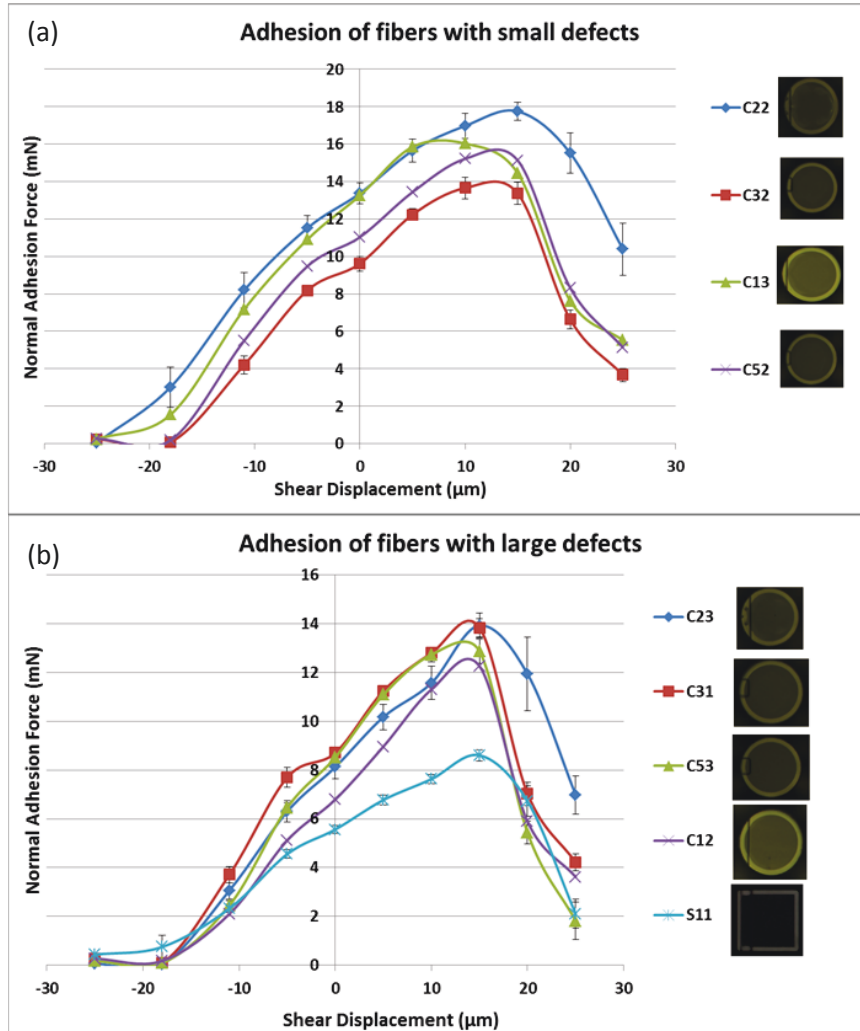 (a)
Adhesion of fibers with small defects
Normal Adhesion Force (mN)
20
18
16
14
12
10
8
6
4
2
0
-30 -20 -10 0 10 20 30
Shear Displacement (μm)
C22
C32
C13
C52
(b)
Adhesion of fibers with large defects
Normal Adhesion Force (mN)
16
14
12
10
8
6
4
2
0
-30 -20 -10 0 10 20 30
Shear Displacement (μm)
C23
C31
C53
C12
S11